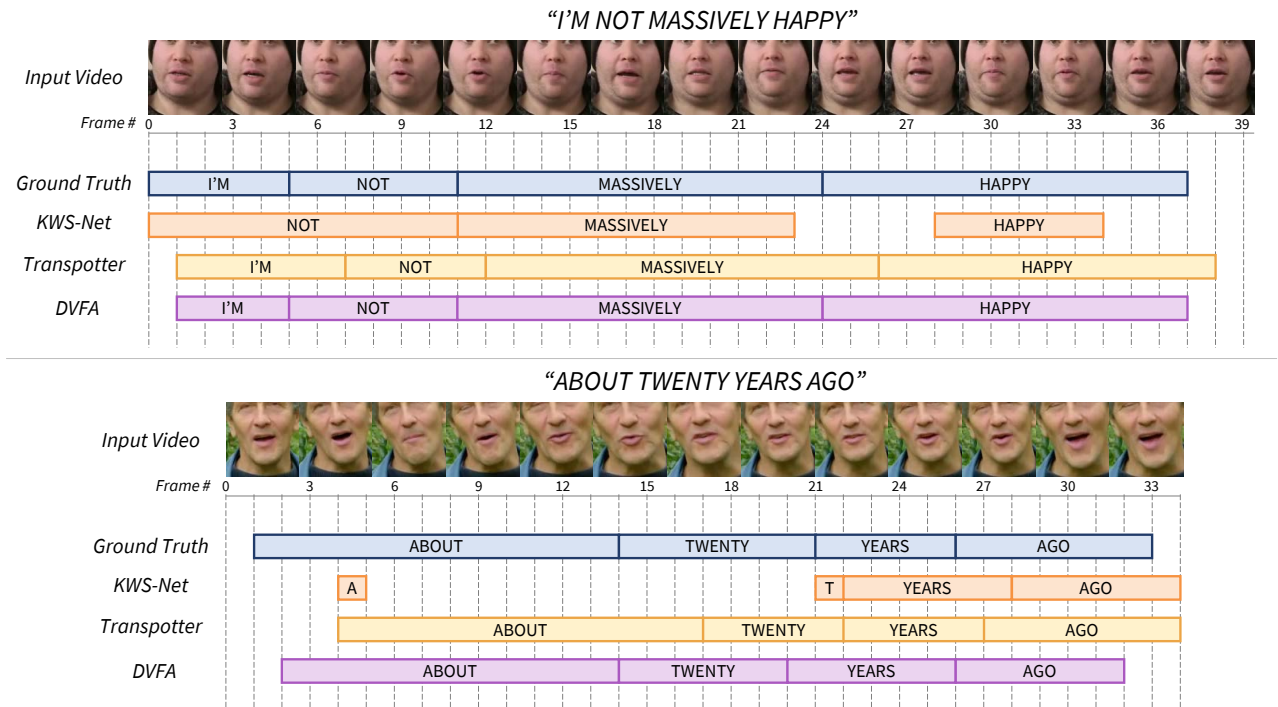 “I’M NOT MASSIVELY HAPPY”
Input Video
Frame # 0 3 6 9 12 15 18 21 24 27 30 33 36 39
Ground Truth I’M NOT MASSIVELY HAPPY
KWS-Net NOT MASSIVELY HAPPY
Transpotter I’M NOT MASSIVELY HAPPY
DVFA I’M NOT MASSIVELY HAPPY
“ABOUT TWENTY YEARS AGO”
Input Video
Frame # 0 3 6 9 12 15 18 21 24 27 30 33
Ground Truth ABOUT TWENTY YEARS AGO
KWS-Net A T YEARS AGO
Transpotter ABOUT TWENTY YEARS AGO
DVFA ABOUT TWENTY YEARS AGO